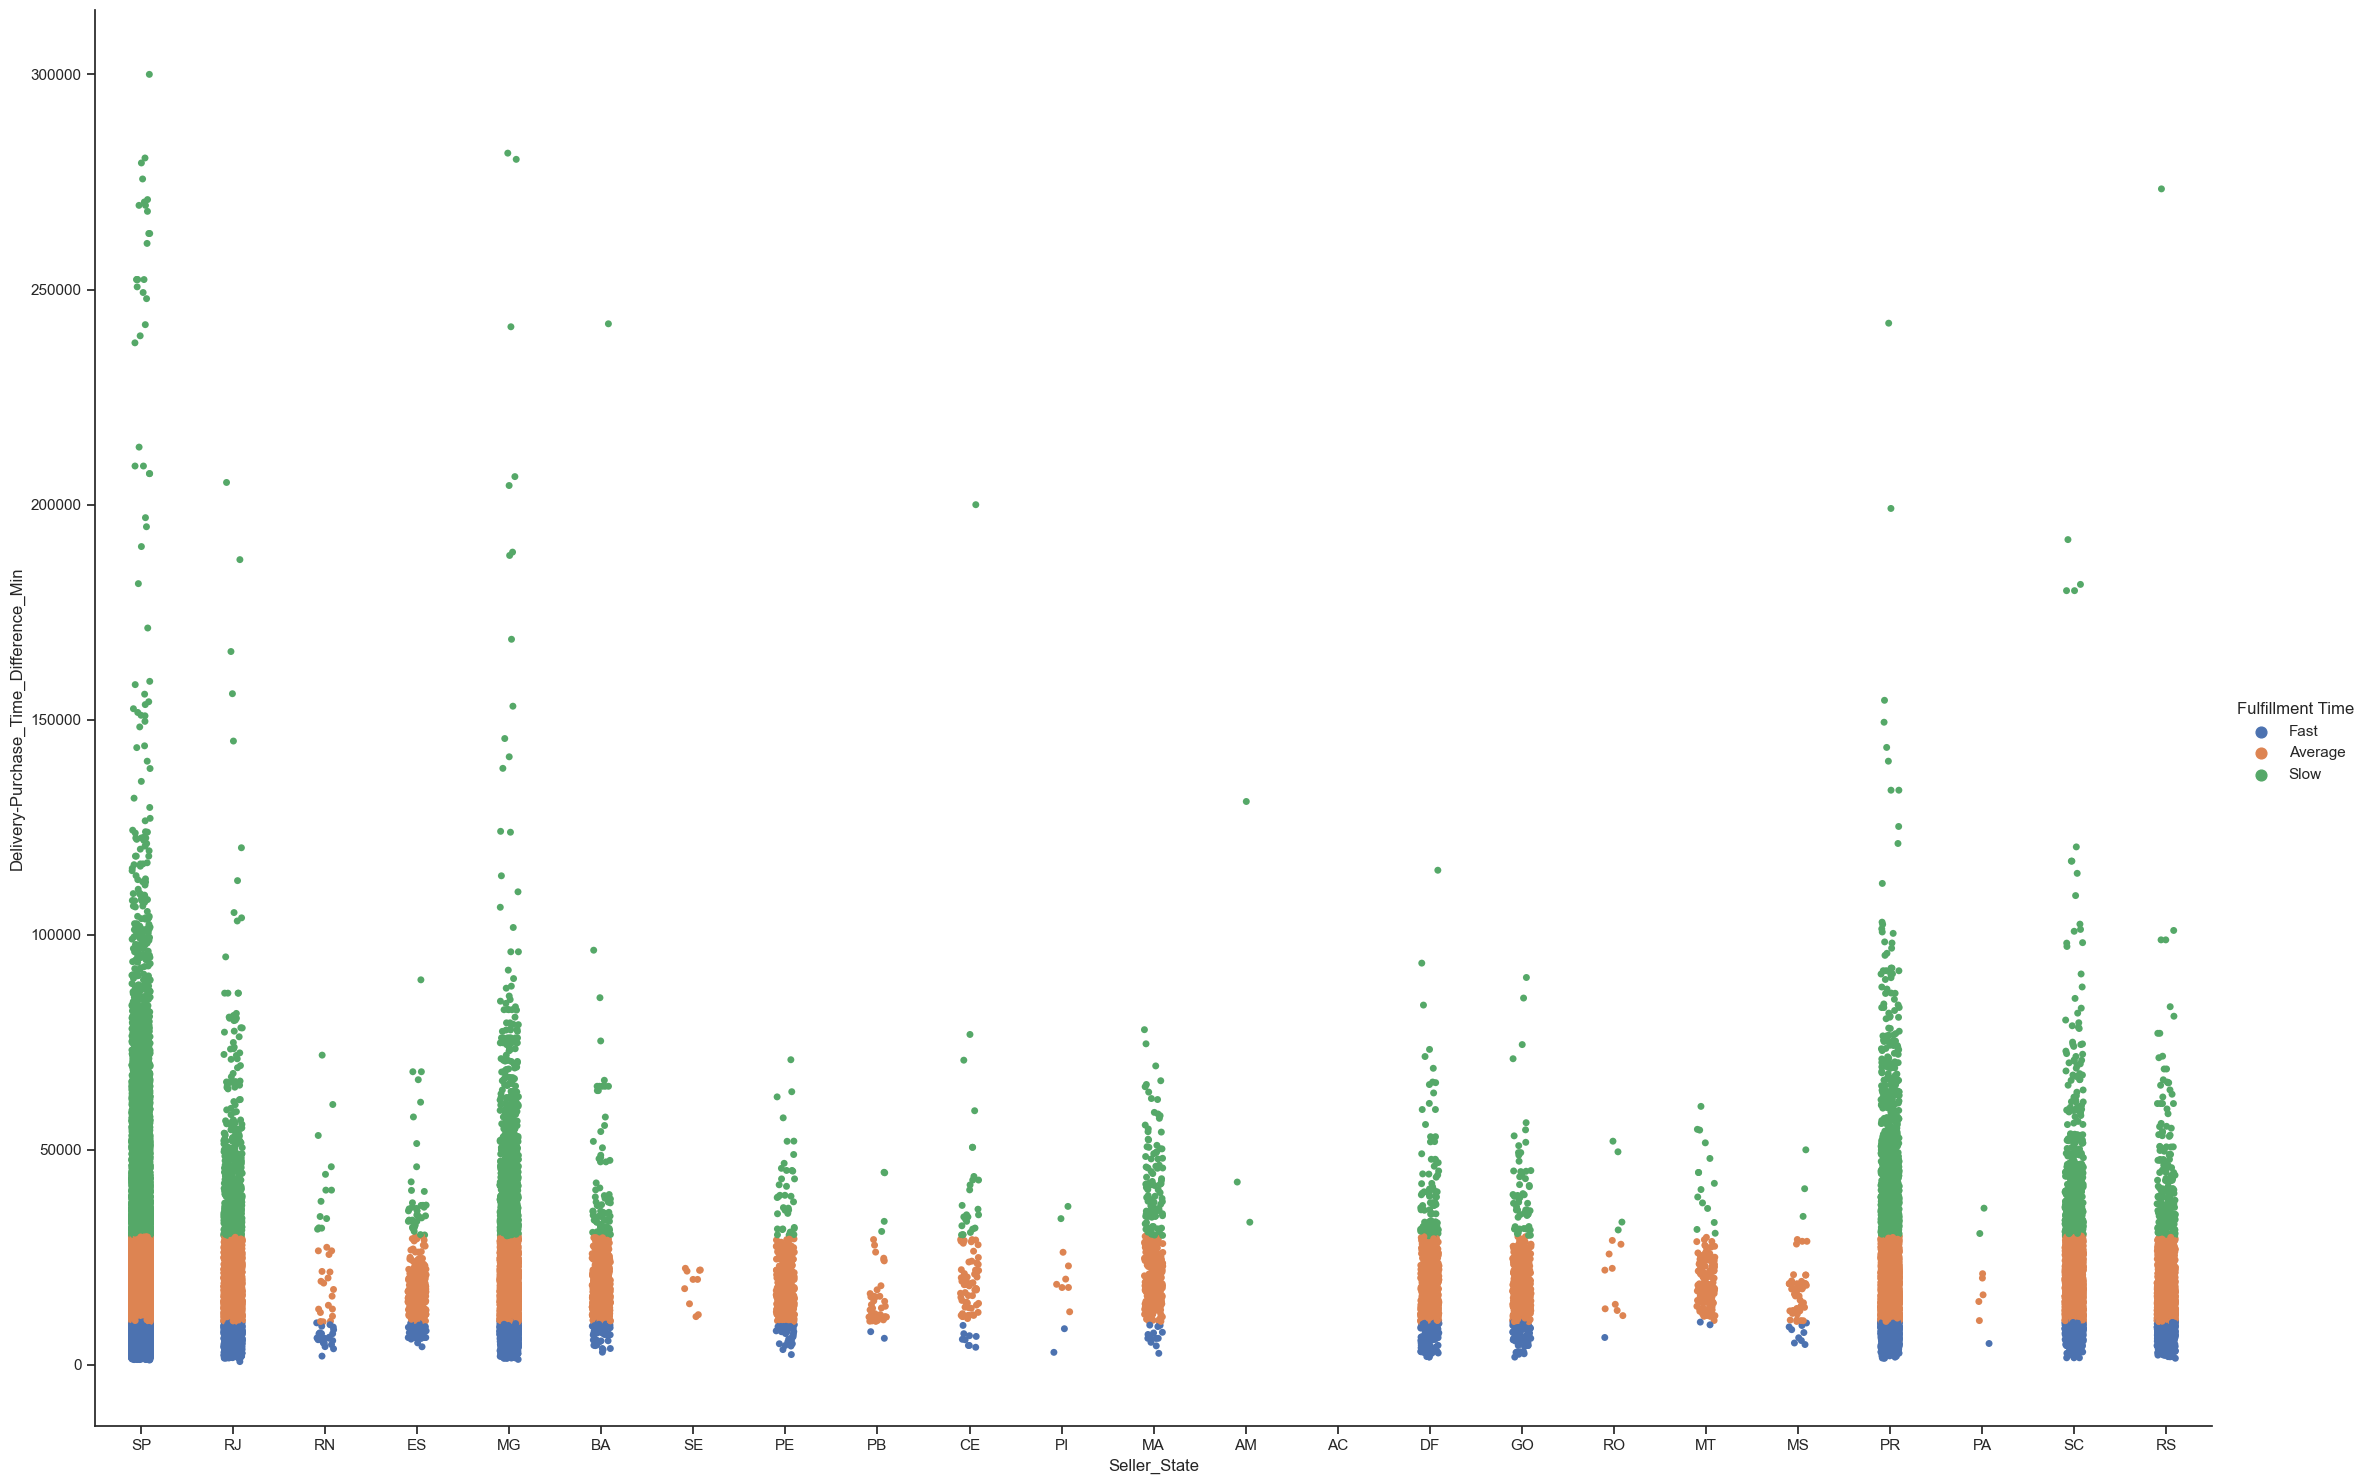 300000
250000
200000
150000
100000
50000
0
Delivery-Purchase_Time_Difference_Min
SP RJ RN ES MG BA SE PE PB CE PI MA AM AC DF GO RO MT MS PR PA SC RS
Seller_State
Fulfillment Time
Fast
Average
Slow